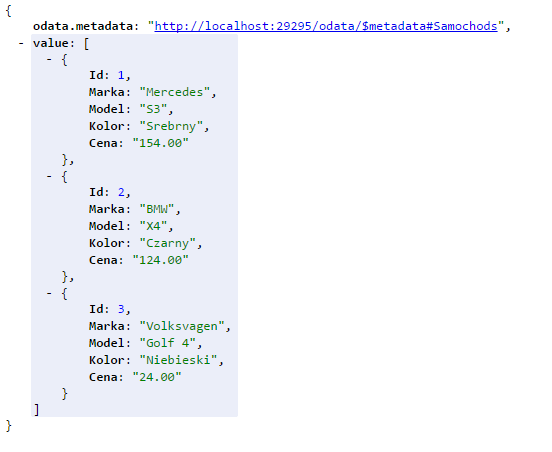 {
odata.metadata: "http://localhost:29295/odata/$metadata#Samochods",
- value: [
- {
Id: 1,
Marka: "Mercedes",
Model: "S3",
Kolor: "Srebrny",
Cena: "154.00"
},
- {
Id: 2,
Marka: "BMW",
Model: "X4",
Kolor: "Czarny",
Cena: "124.00"
},
- {
Id: 3,
Marka: "Volksvagen",
Model: "Golf 4",
Kolor: "Niebieski",
Cena: "24.00"
}
]
}